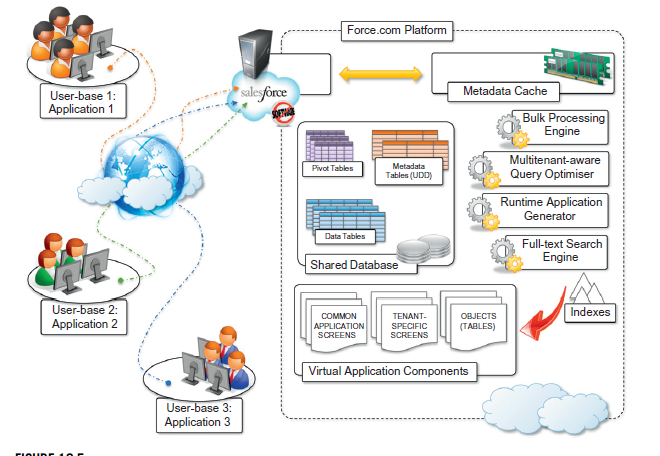 Force.com Platform
salesforce
SOFTWARE
Metadata Cache
User-base 1:
Application 1
Bulk Processing
Engine
Pivot Tables
Metadata
Tables (UDD)
Multitenant-aware
Query Optimiser
Runtime Application
Generator
Data Tables
Full-text Search
Engine
Shared Database
User-base 2:
Application 2
Indexes
COMMON
APPLICATION
SCREENS
TENANT-
SPECIFIC
SCREENS
OBJECTS
(TABLES)
Virtual Application Components
User-base 3:
Application 3